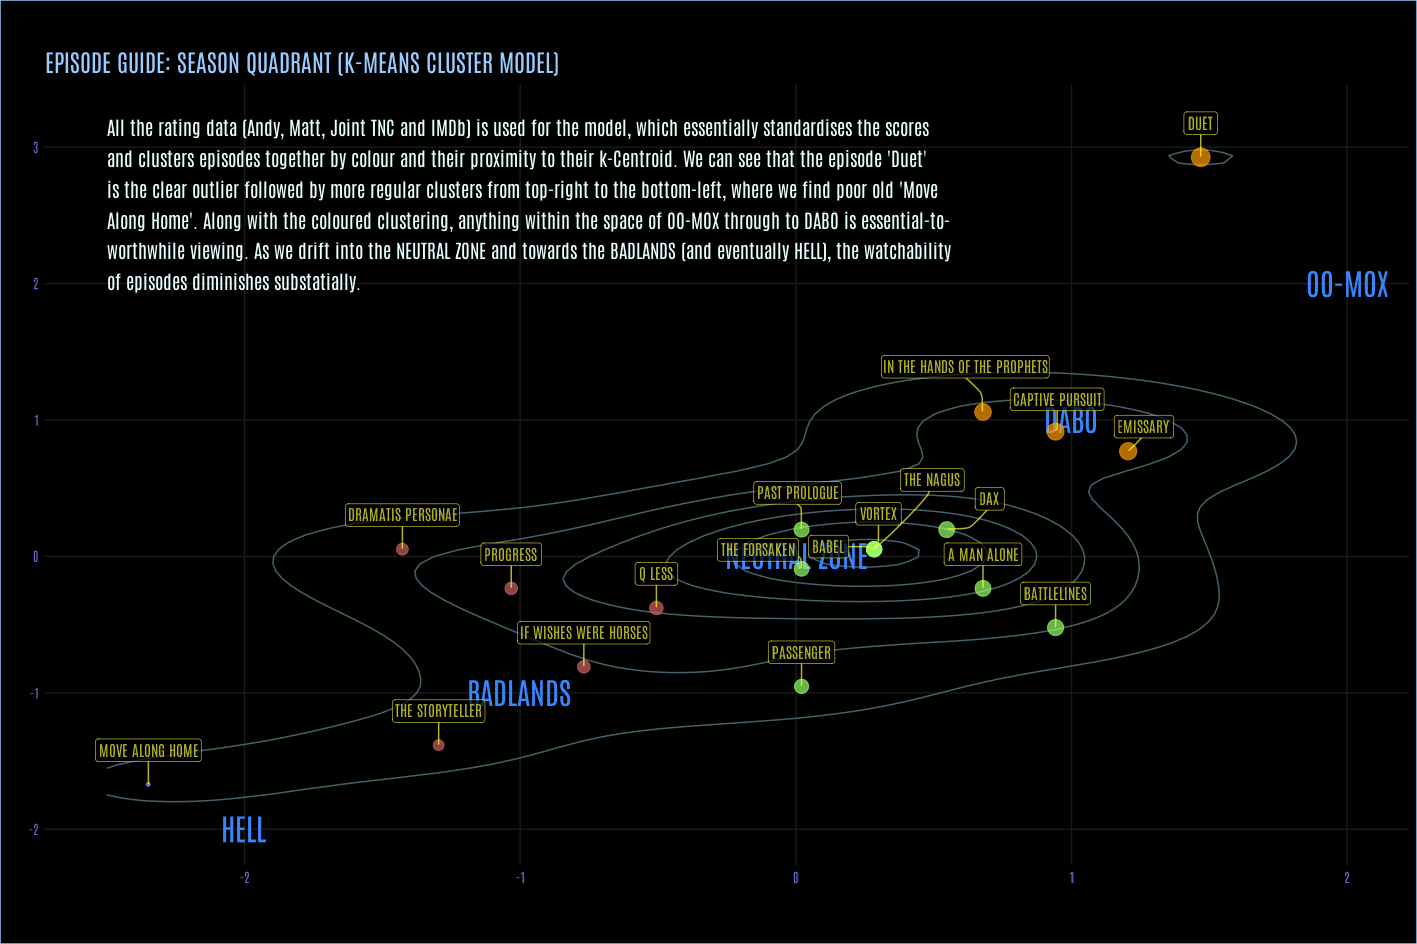 EPISODE GUIDE: SEASON QUADRANT (K-MEANS CLUSTER MODEL)
All the rating data (Andy, Matt, Joint TNC and IMDb) is used for the model, which essentially standardises the scores
and clusters episodes together by colour and their proximity to their k-Centroid. We can see that the episode 'Duet'
is the clear outlier followed by more regular clusters from top-right to the bottom-left, where we find poor old 'Move
Along Home'. Along with the coloured clustering, anything within the space of OO-MOX through to DABO is essential-to-
worthwhile viewing. As we drift into the NEUTRAL ZONE and towards the BADLANDS (and eventually HELL), the watchability
of episodes diminishes substatially.
DUET
3
2
OO-MOX
IN THE HANDS OF THE PROPHETS
CAPTIVE PURSUIT
1
DABO
EMISSARY
THE NAGUS
PAST PROLOGUE
DAX
DRAMATIS PERSONAE
VORTEX
BABEL
THE FORSAKEN
NEUTRAL ZONE
PROGRESS
A MAN ALONE
0
Q LESS
BATTLELINES
IF WISHES WERE HORSES
PASSENGER
-1
BADLANDS
THE STORYTELLER
MOVE ALONG HOME
-2
HELL
-2
-1
0
1
2